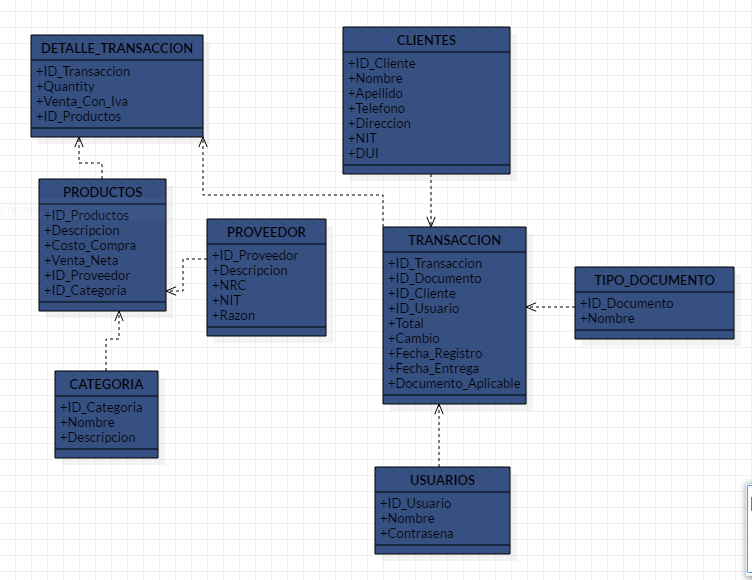 DETALLE_TRANSACCION
+ID_Transaccion
+Quantity
+Venta_Con_Iva
+ID_Productos
CLIENTES
+ID_Cliente
+Nombre
+Apellido
+Telefono
+Direccion
+NIT
+DUI
PRODUCTOS
+ID_Productos
+Descripcion
+Costo_Compra
+Venta_Neta
+ID_Proveedor
+ID_Categoria
PROVEEDOR
+ID_Proveedor
+Descripcion
+NRC
+NIT
+Razon
TRANSACCION
+ID_Transaccion
+ID_Documento
+ID_Cliente
+ID_Usuario
+Total
+Cambio
+Fecha_Registro
+Fecha_Entrega
+Documento_Aplicable
TIPO_DOCUMENTO
+ID_Documento
+Nombre
CATEGORIA
+ID_Categoria
+Nombre
+Descripcion
USUARIOS
+ID_Usuario
+Nombre
+Contrasena